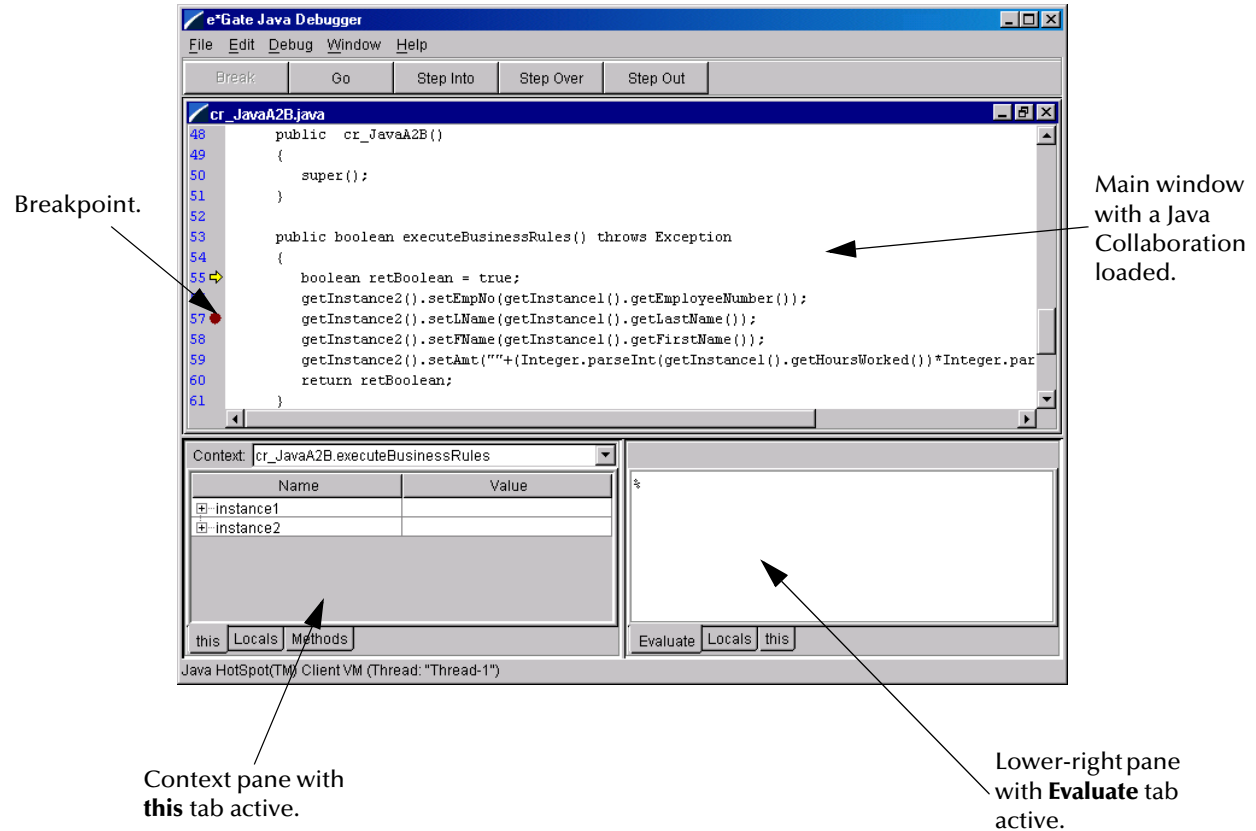 e*Gate Java Debugger
File Edit Debug Window Help
Break Go Step Into Step Over Step Out
cr_JavaA2B.java
48 public cr_JavaA2B()
49 {
50 super();
51 }
52
53 public boolean executeBusinessRules() throws Exception
54 {
55 boolean retBoolean = true;
getInstance2().setEmpNo(getInstance1().getEmployeeNumber());
57 getInstance2().setLName(getInstance1().getLastName());
58 getInstance2().setFName(getInstance1().getFirstName());
59 getInstance2().setAmt(""+(Integer.parseInt(getInstance1().getHoursWorked())*Integer.par
60 return retBoolean;
61 }
Breakpoint.
Main window
with a Java
Collaboration
loaded.
Context: cr_JavaA2B.executeBusinessRules
Name Value
instance1
instance2
this Locals Methods
%
Evaluate Locals this
Java HotSpot(TM) Client VM (Thread: "Thread-1")
Context pane with
this tab active.
Lower-right pane
with Evaluate tab
active.